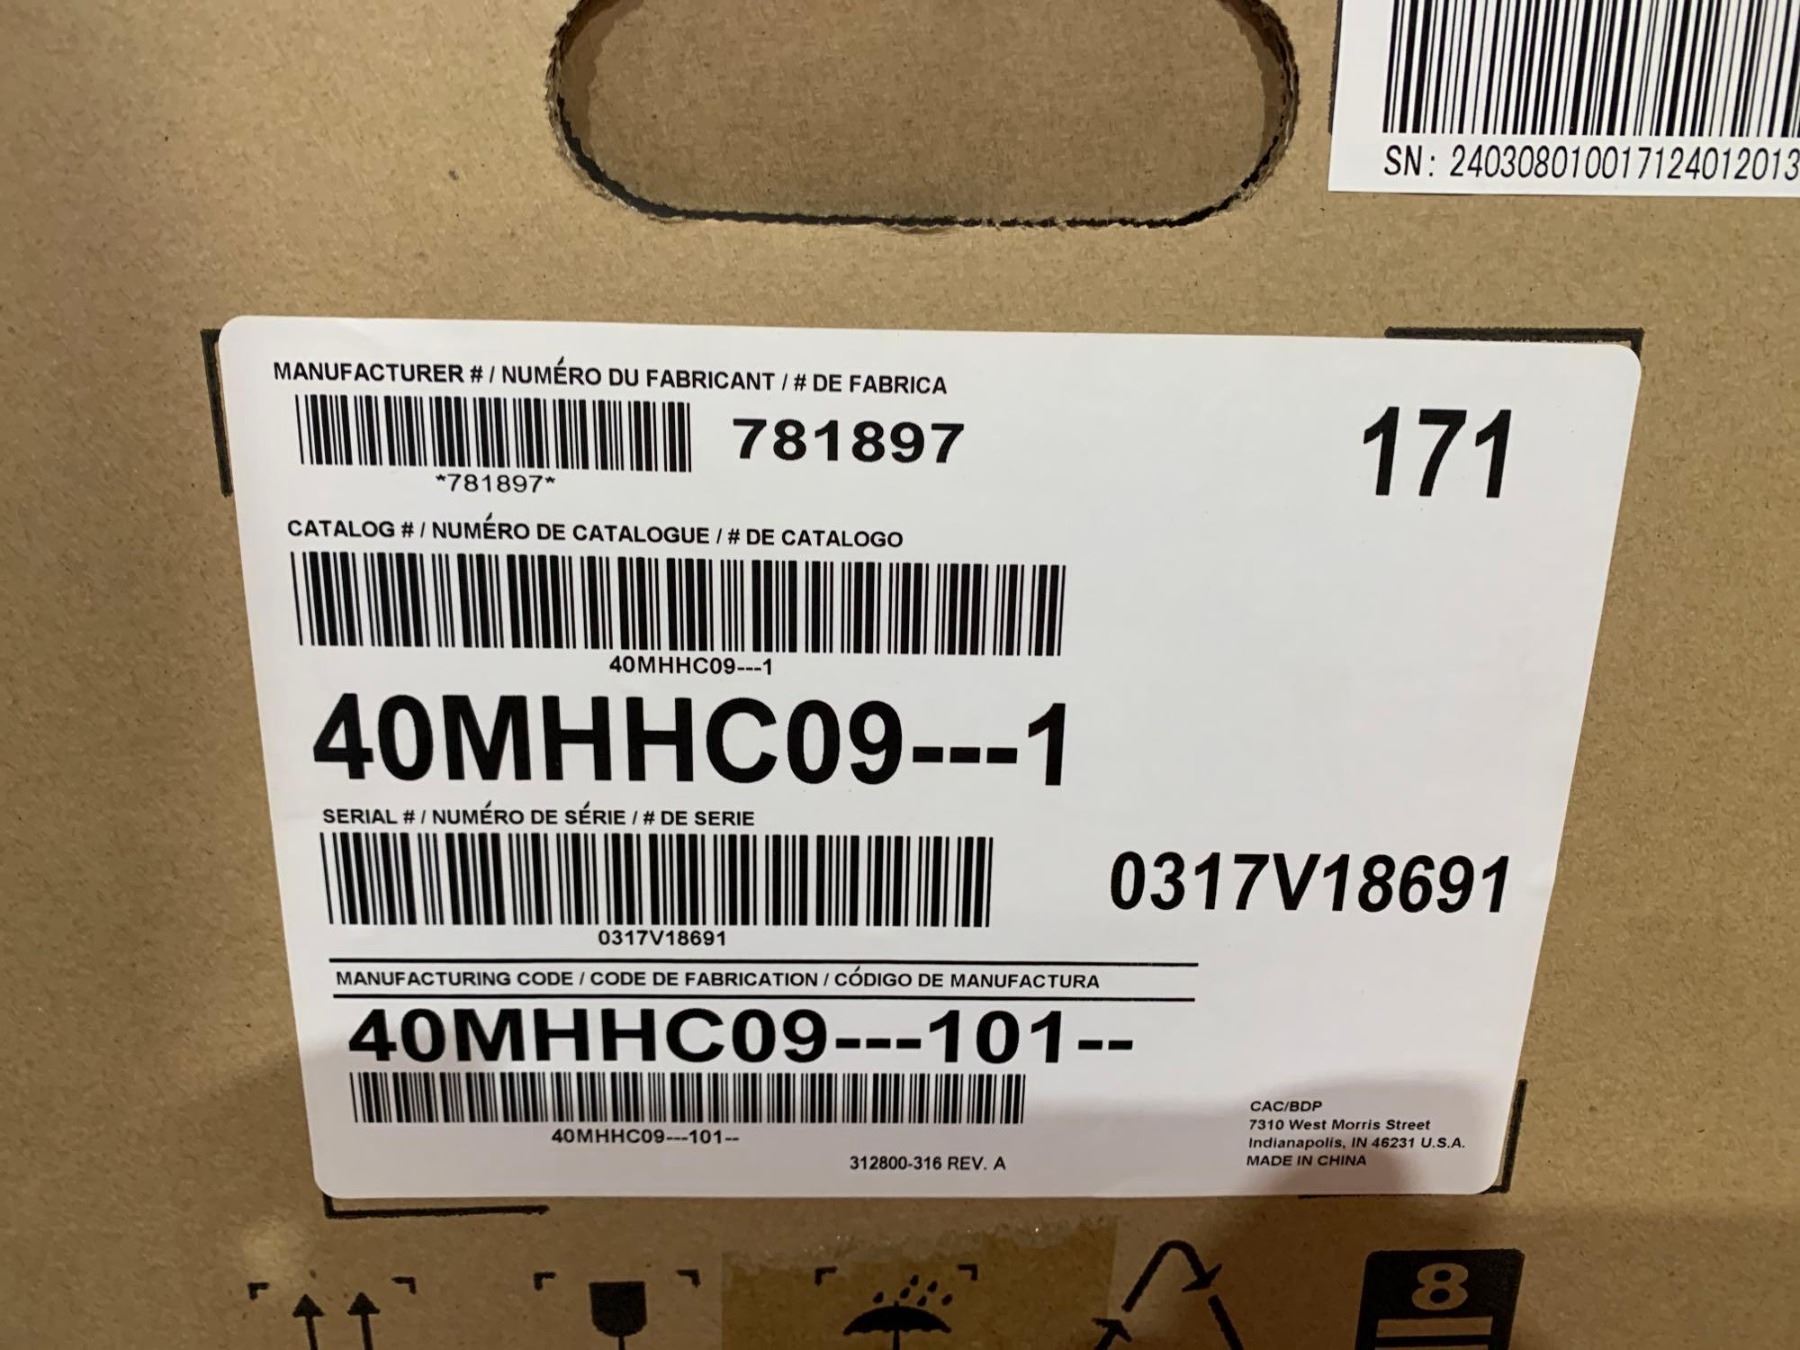 SN: 240308010017124012013
MANUFACTURER # / NUMÉRO DU FABRICANT / # DE FABRICA
781897
171
*781897*
CATALOG # / NUMÉRO DE CATALOGUE / # DE CATALOGO
40MHHC09---1
40MHHC09---1
SERIAL # / NUMÉRO DE SÉRIE / # DE SERIE
0317V18691
0317V18691
MANUFACTURING CODE / CODE DE FABRICATION / CÓDIGO DE MANUFACTURA
40MHHC09---101--
40MHHC09---101--
312800-316 REV. A
CAC/BDP
7310 West Morris Street
Indianapolis, IN 46231 U.S.A.
MADE IN CHINA
8